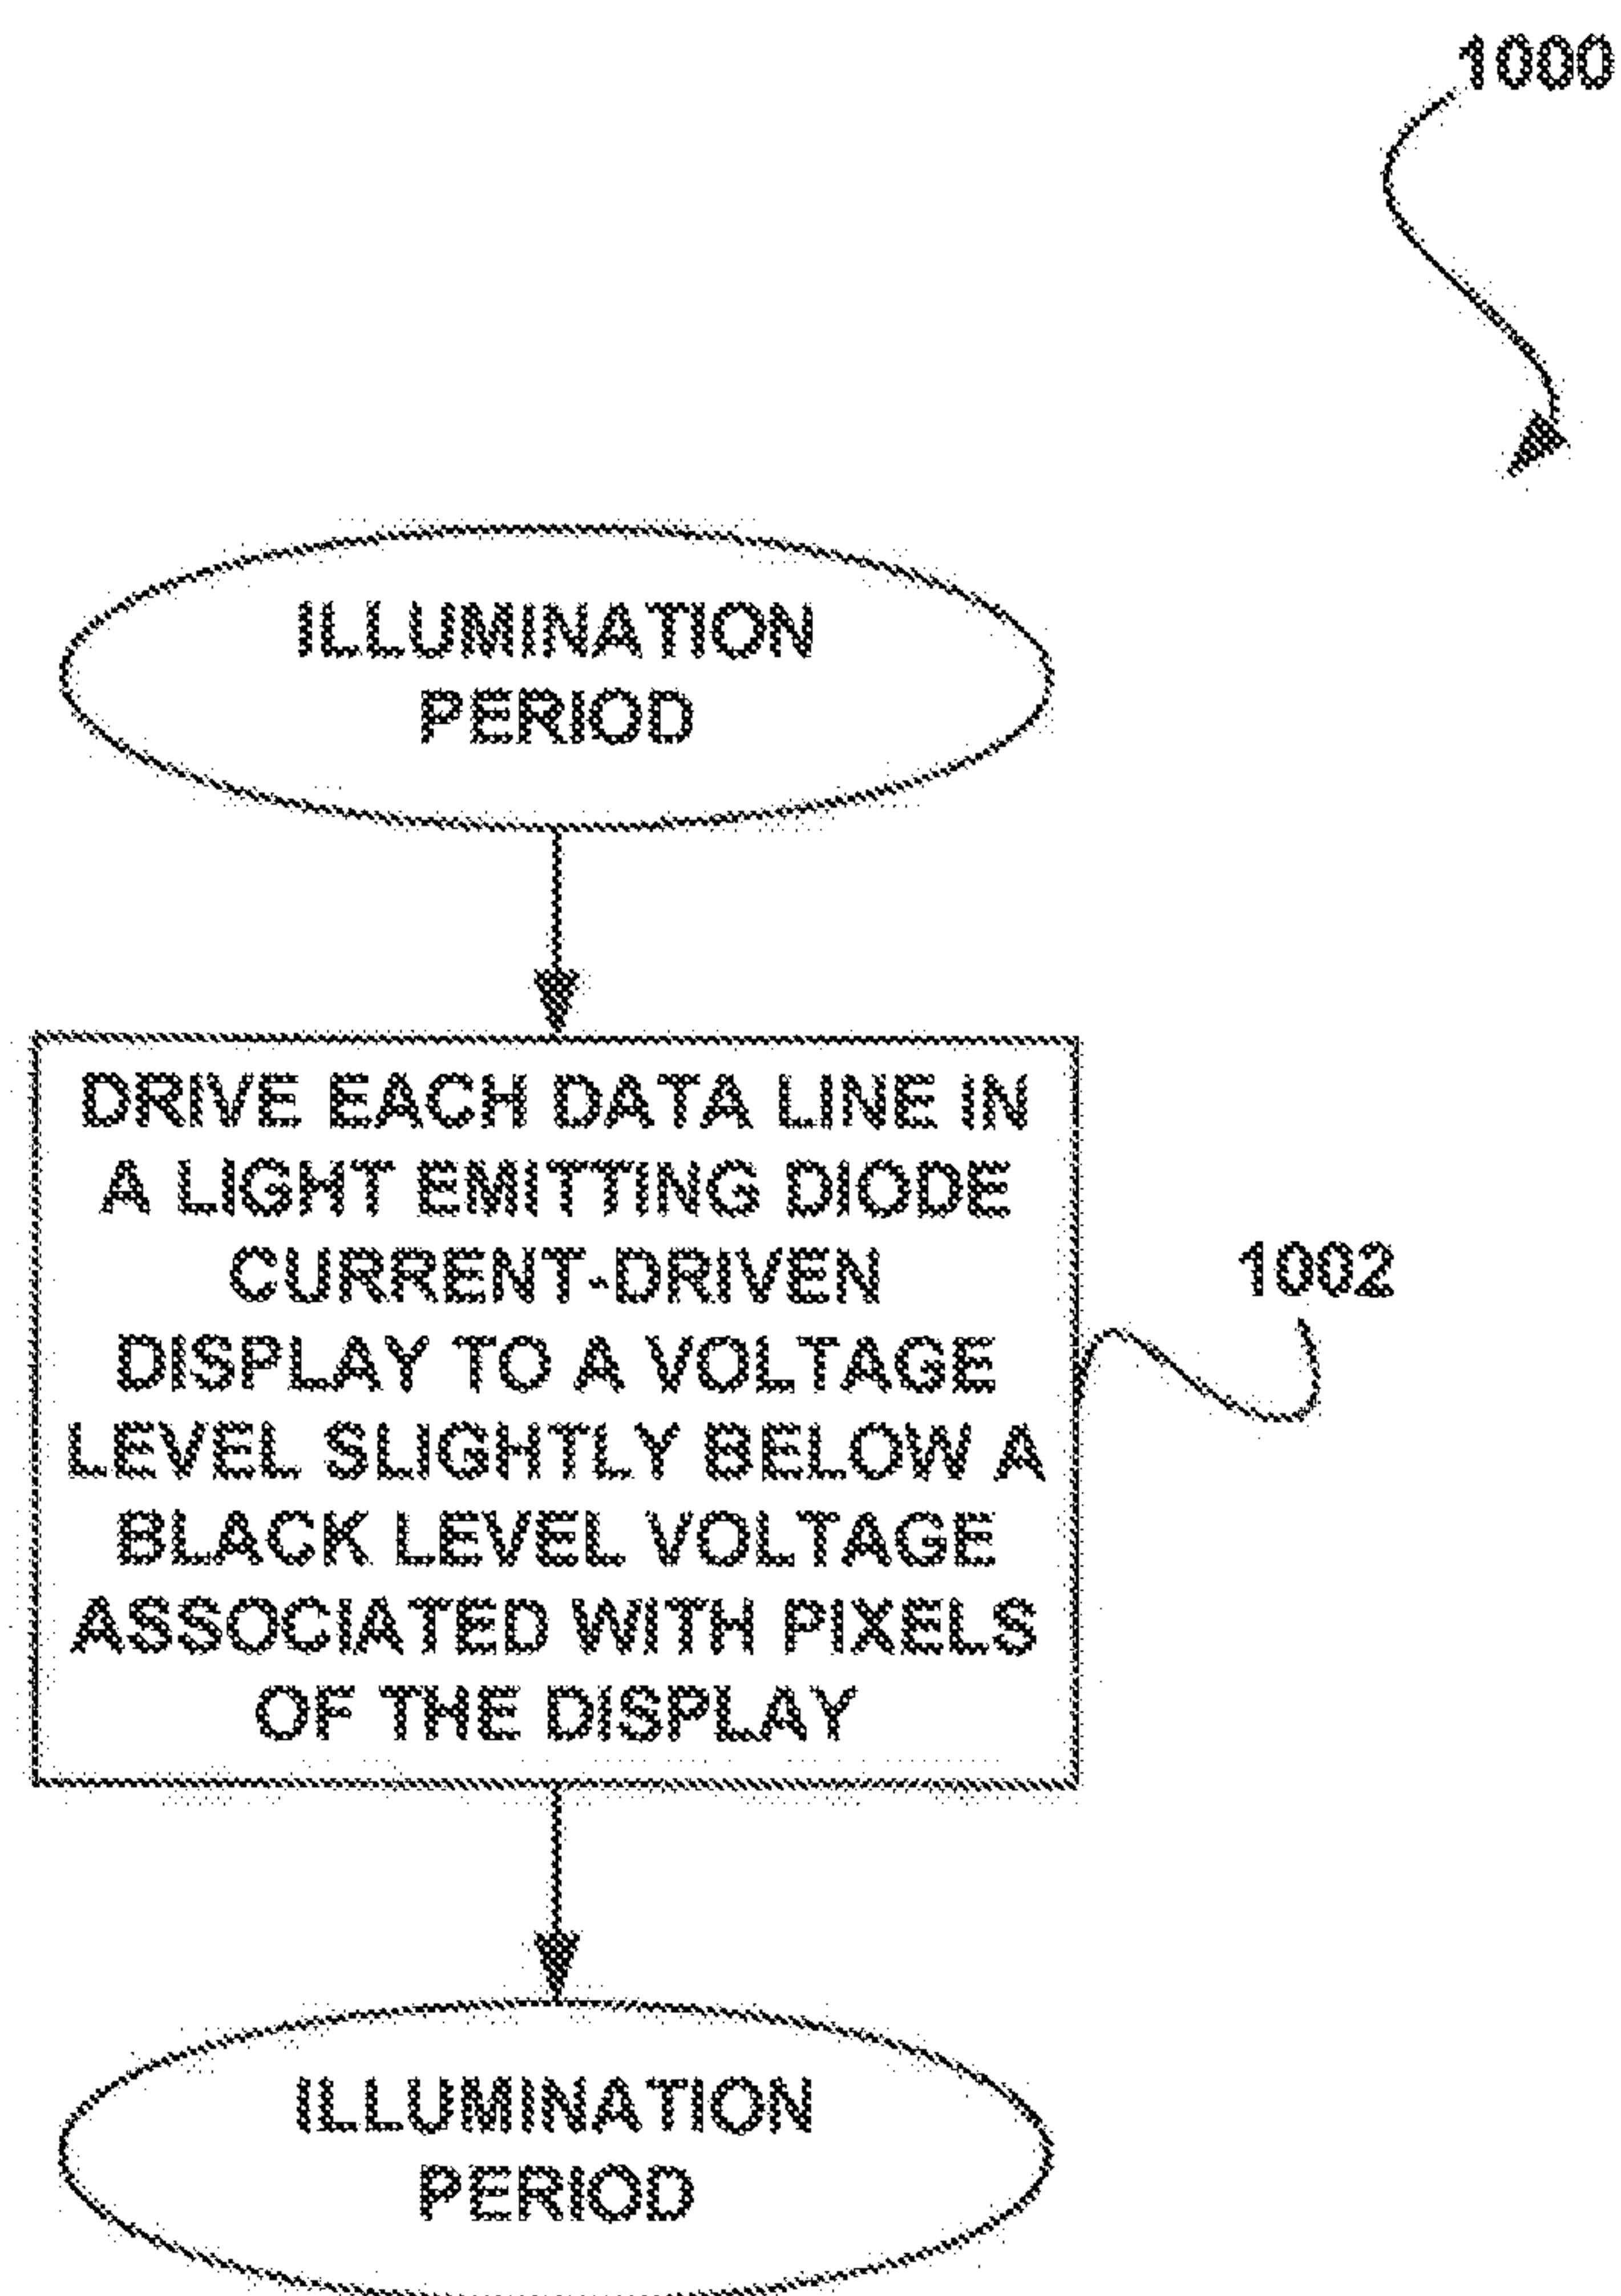 1000
ILLUMINATION
PERIOD
DRIVE EACH DATA LINE IN
A LIGHT EMITTING DIODE
CURRENT-DRIVEN
DISPLAY TO A VOLTAGE
LEVEL SLIGHTLY BELOW A
BLACK LEVEL VOLTAGE
ASSOCIATED WITH PIXELS
OF THE DISPLAY
1002
ILLUMINATION
PERIOD